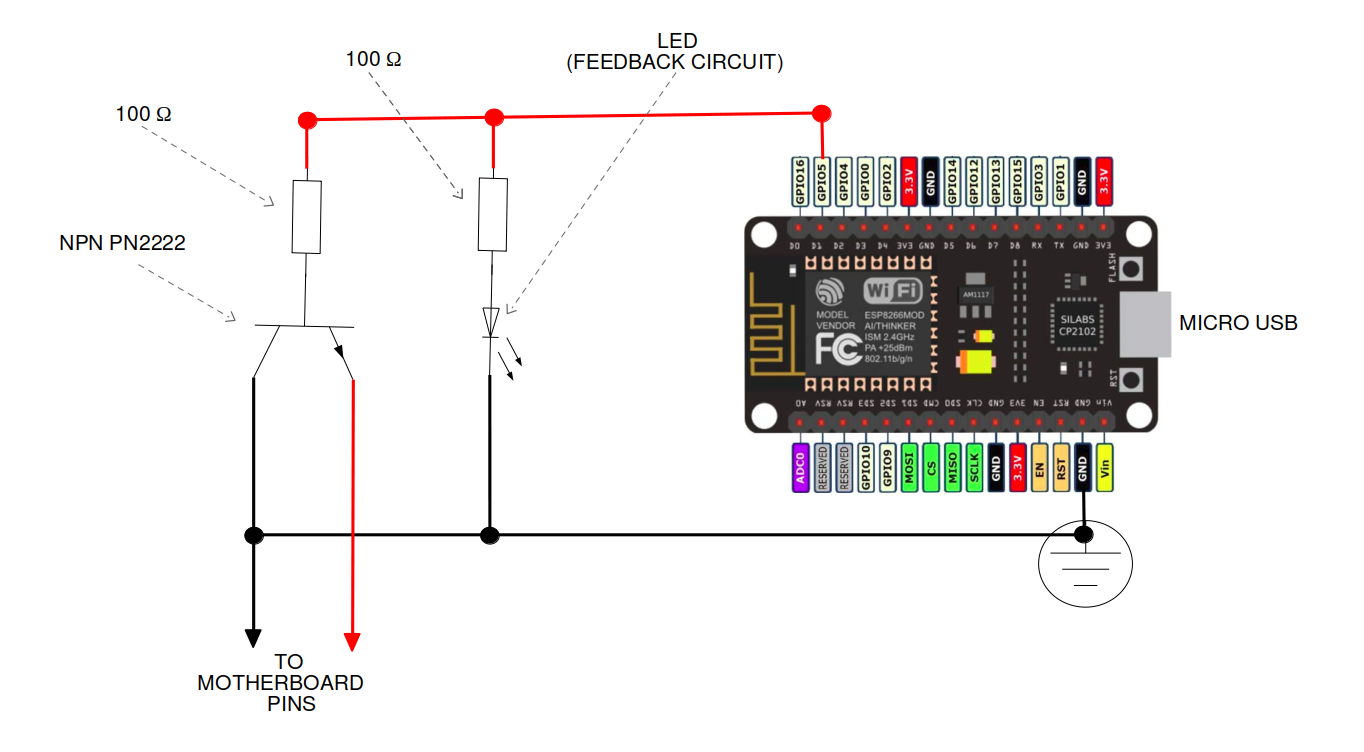 LED
(FEEDBACK CIRCUIT)
100 Ω
100 Ω
NPN PN2222
GPIO16
GPIO5
GPIO4
GPIO0
GPIO2
3.3V
GND
GPIO14
GPIO12
GPIO13
GPIO15
GPIO3
GPIO1
GND
3.3V
D0 D1 D2 D3 D4 3V3 GND D5 D6 D7 D8 RX TX GND 3V3
FLASH
WiFi
MODEL
VENDOR
ESP8266MOD
AI/THINKER
ISM 2.4GHz
PA +25dBm
802.11b/g/n
FC
AM1117
SILABS
CP2102
MICRO USB
RST
A0 RSV RSV SD3 SD2 SD1 CMD SD0 CLK GND 3V3 EN RST GND Vin
ADC0
RESERVED
RESERVED
GPIO10
GPIO9
MOSI
CS
MISO
SCLK
GND
3.3V
EN
RST
GND
Vin
TO
MOTHERBOARD
PINS